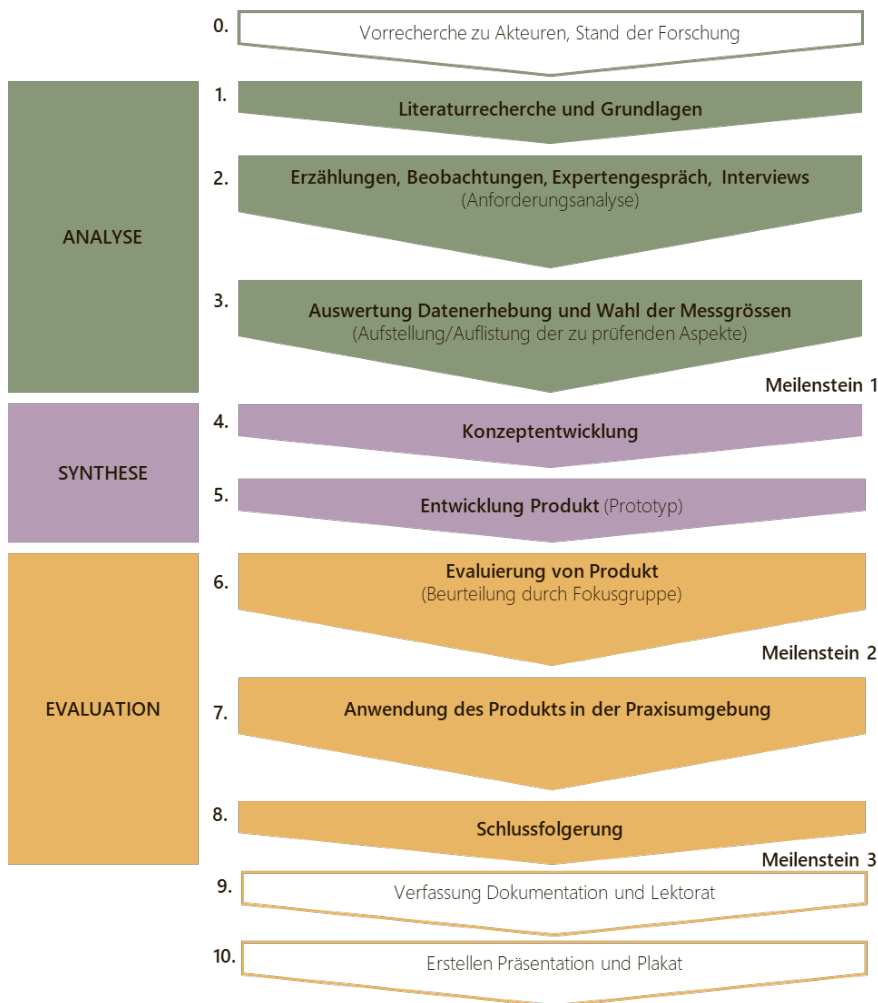 0. Vorrecherche zu Akteuren, Stand der Forschung
ANALYSE
1. Literaturrecherche und Grundlagen
2. Erzählungen, Beobachtungen, Expertengespräch, Interviews
(Anforderungsanalyse)
3. Auswertung Datenerhebung und Wahl der Messgrössen
(Aufstellung/Auflistung der zu prüfenden Aspekte)
Meilenstein 1
SYNTHESE
4. Konzeptentwicklung
5. Entwicklung Produkt (Prototyp)
EVALUATION
6. Evaluierung von Produkt
(Beurteilung durch Fokusgruppe)
Meilenstein 2
7. Anwendung des Produkts in der Praxisumgebung
8. Schlussfolgerung
Meilenstein 3
9. Verfassung Dokumentation und Lektorat
10. Erstellen Präsentation und Plakat